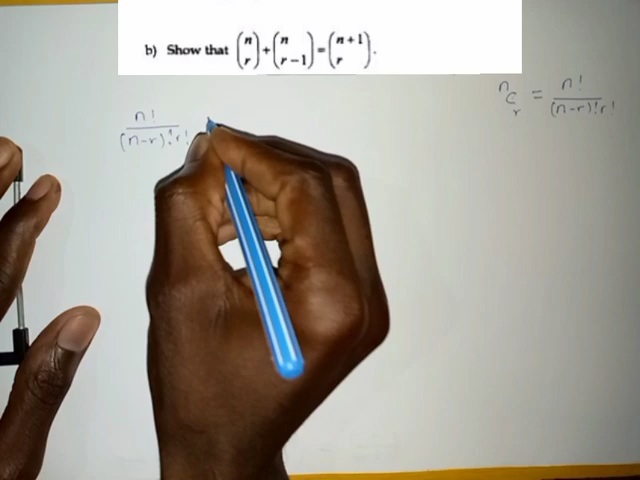 b) Show that (n r) + (n r − 1) = (n + 1 r).
ⁿCᵣ = n! / (n-r)! r!
n! / (n-r)! r!